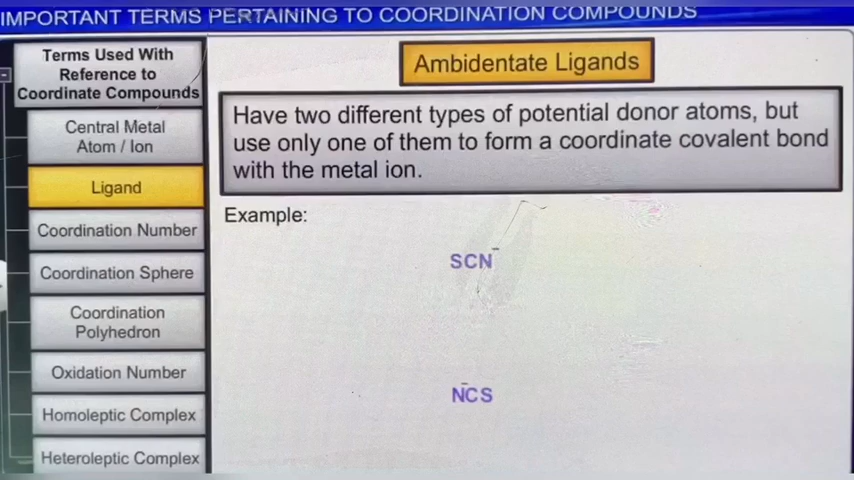 IMPORTANT TERMS PERTAINING TO COORDINATION COMPOUNDS
Terms Used With
Reference to
Coordinate Compounds
Central Metal
Atom / Ion
Ligand
Coordination Number
Coordination Sphere
Coordination
Polyhedron
Oxidation Number
Homoleptic Complex
Heteroleptic Complex
Ambidentate Ligands
Have two different types of potential donor atoms, but
use only one of them to form a coordinate covalent bond
with the metal ion.
Example:
SCN⁻
N̄CS